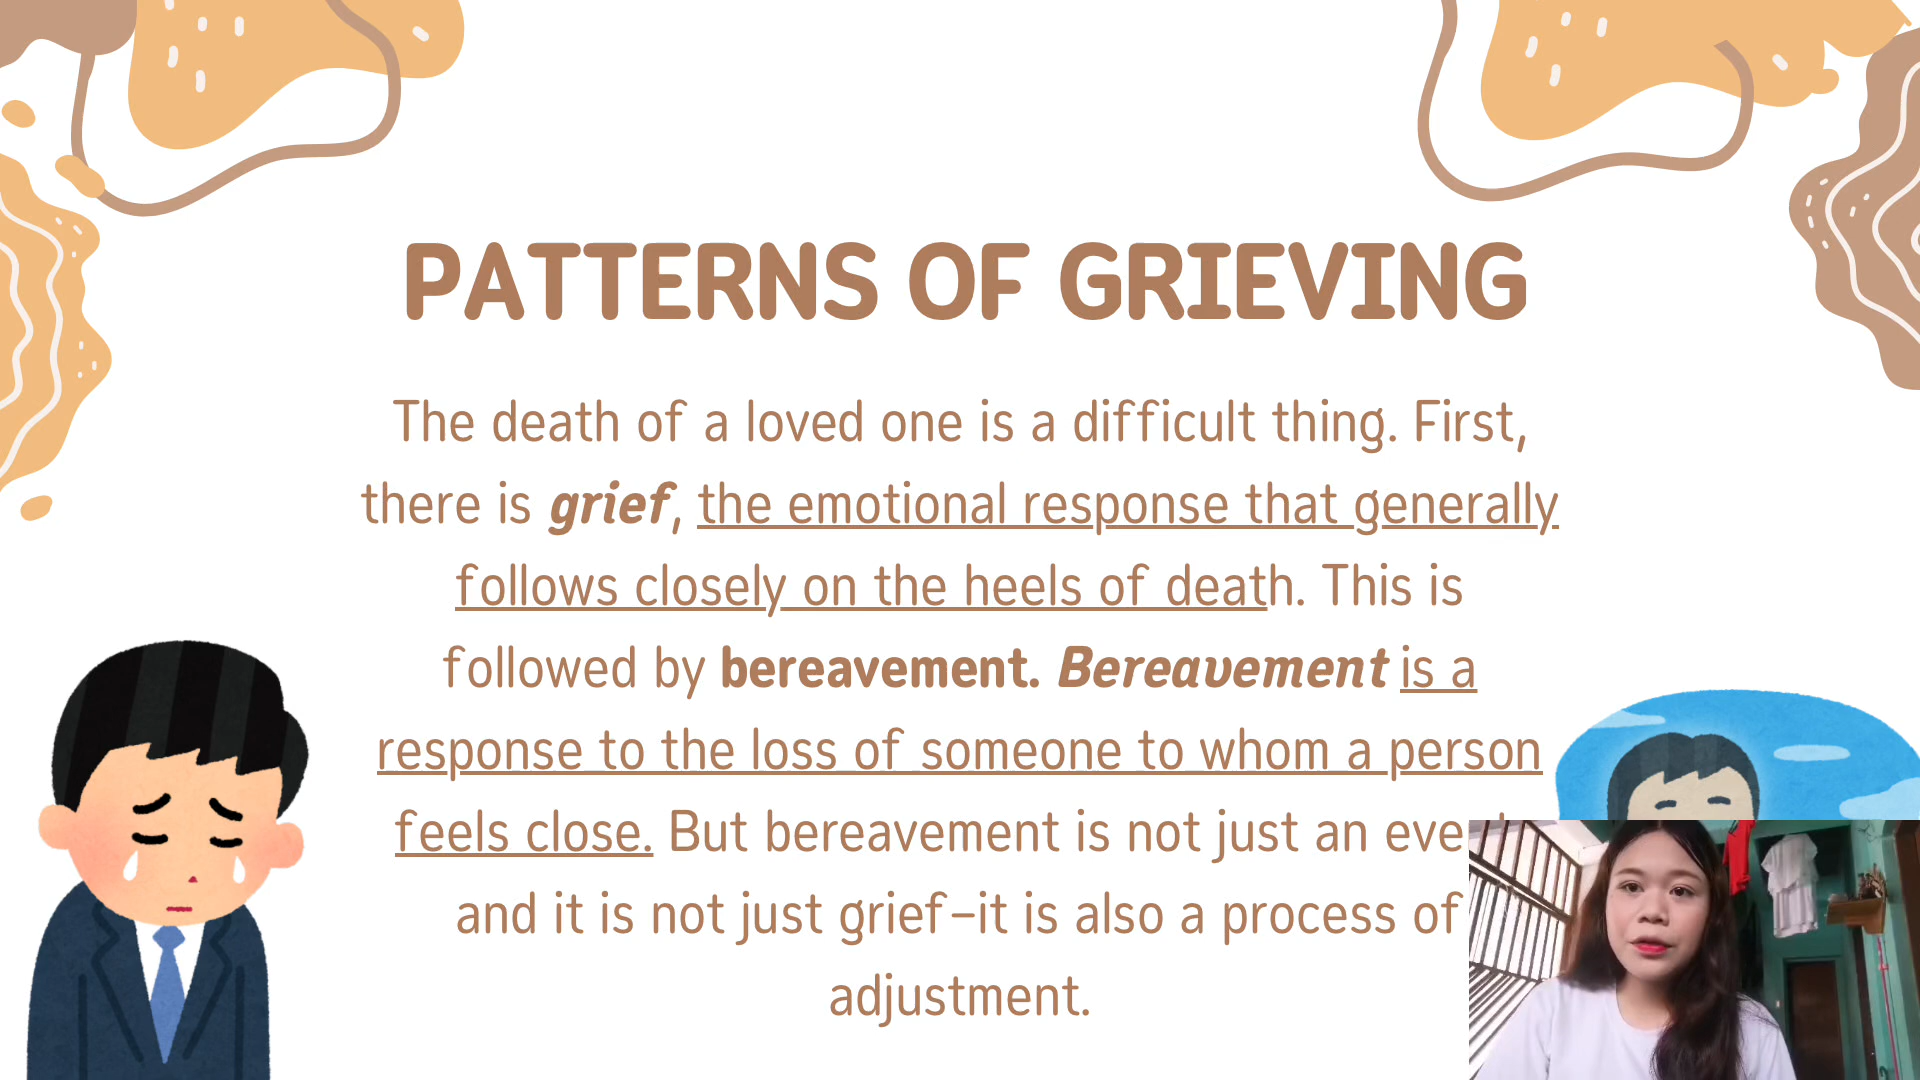 PATTERNS OF GRIEVING
The death of a loved one is a difficult thing. First,
there is grief, the emotional response that generally
follows closely on the heels of death. This is
followed by bereavement. Bereavement is a
response to the loss of someone to whom a person
feels close. But bereavement is not just an
and it is not just grief–it is also a process of
adjustment.